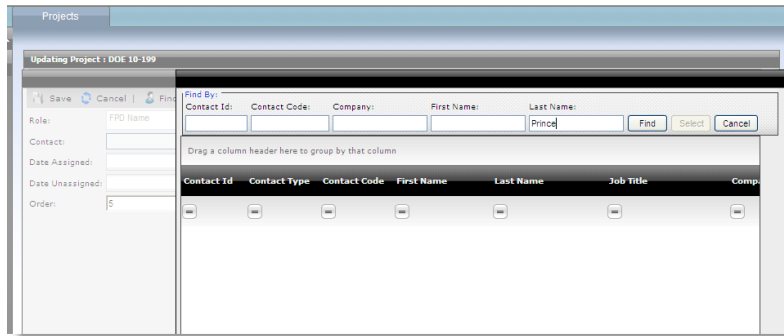 Projects
Updating Project : DOE 10-199
Save Cancel | Find
Find By:
Contact Id: Contact Code: Company: First Name: Last Name:
Prince Find Select Cancel
Role: FPD Name
Contact:
Date Assigned:
Date Unassigned:
Order: 5
Drag a column header here to group by that column
Contact Id Contact Type Contact Code First Name Last Name Job Title Comp